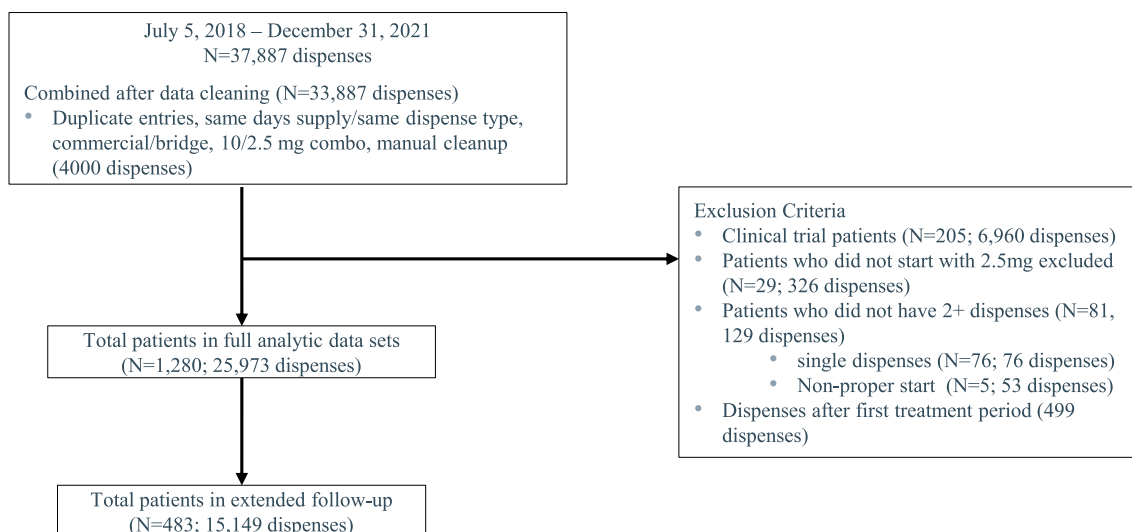 July 5, 2018 – December 31, 2021
N=37,887 dispenses
Combined after data cleaning (N=33,887 dispenses)
• Duplicate entries, same days supply/same dispense type,
commercial/bridge, 10/2.5 mg combo, manual cleanup
(4000 dispenses)
Exclusion Criteria
• Clinical trial patients (N=205; 6,960 dispenses)
• Patients who did not start with 2.5mg excluded
(N=29; 326 dispenses)
• Patients who did not have 2+ dispenses (N=81,
129 dispenses)
• single dispenses (N=76; 76 dispenses)
• Non-proper start (N=5; 53 dispenses)
• Dispenses after first treatment period (499
dispenses)
Total patients in full analytic data sets
(N=1,280; 25,973 dispenses)
Total patients in extended follow-up
(N=483; 15,149 dispenses)